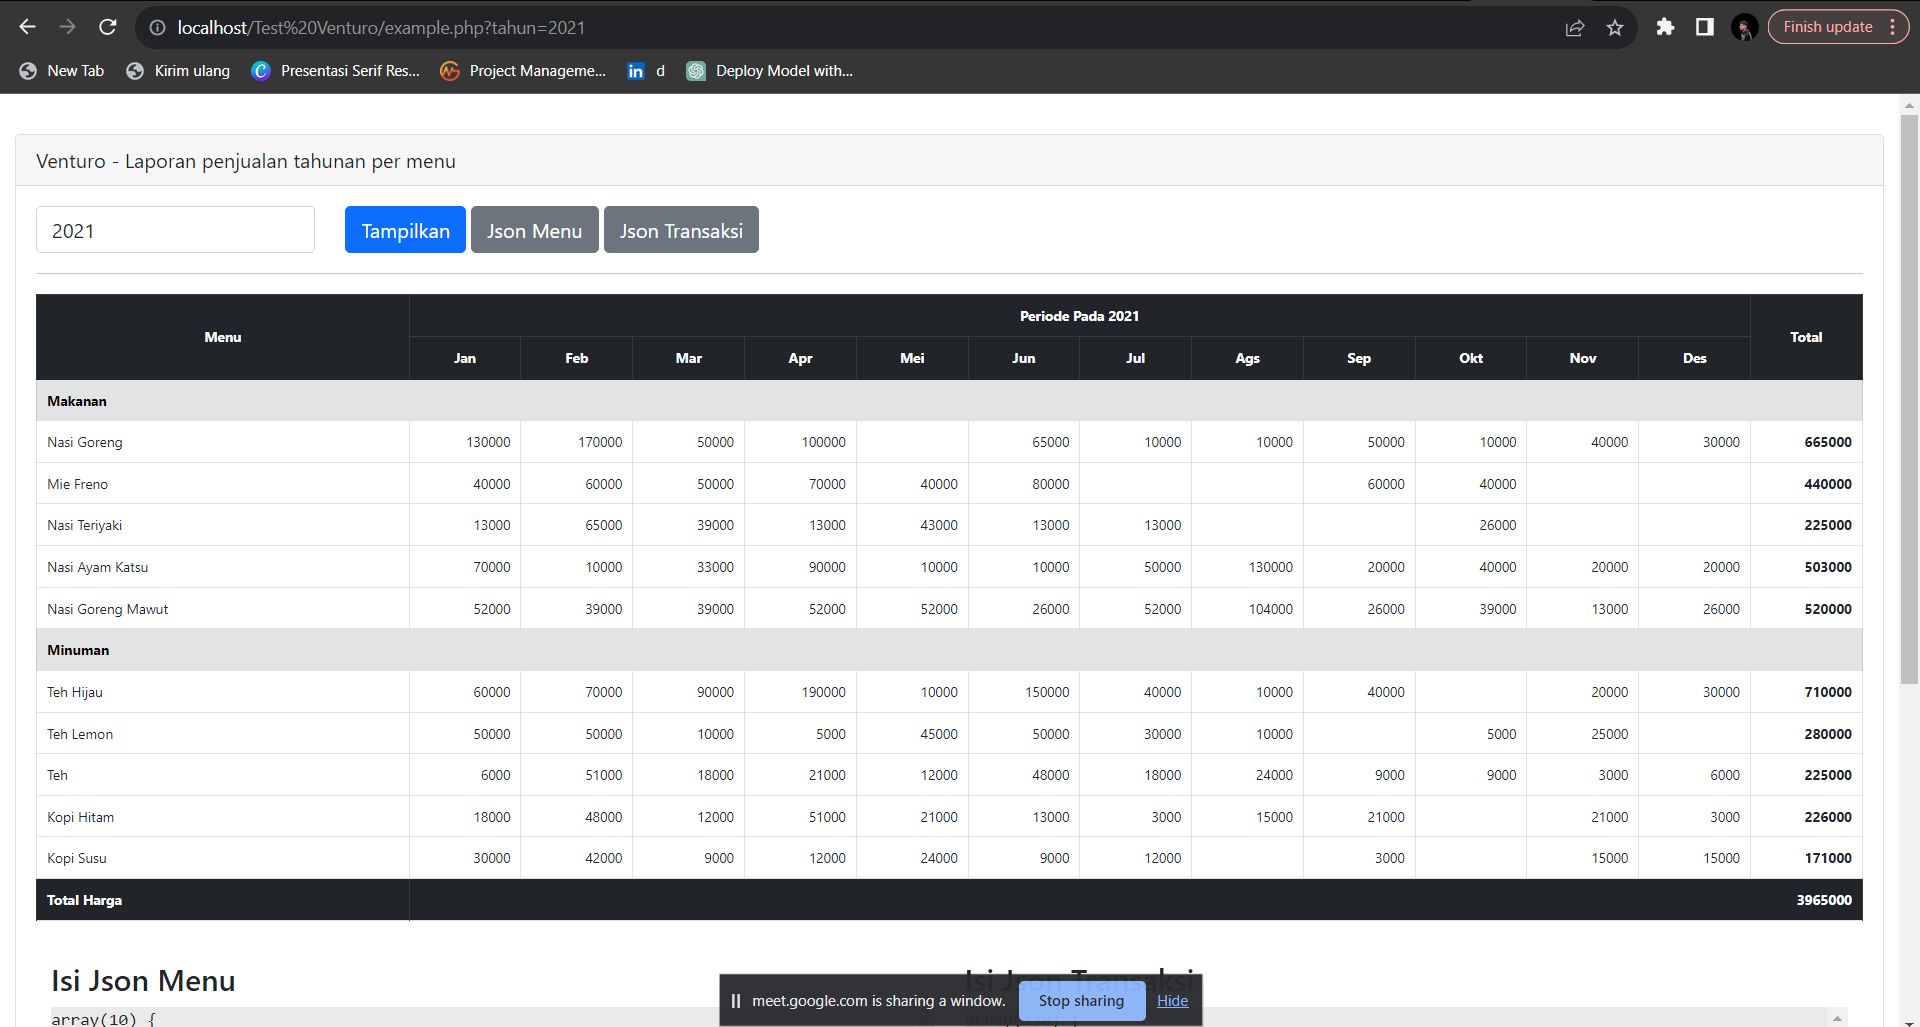 localhost/Test%20Venturo/example.php?tahun=2021
Finish update
New Tab
Kirim ulang
Presentasi Serif Res...
Project Manageme...
in d
Deploy Model with...
Venturo - Laporan penjualan tahunan per menu
2021 Tampilkan Json Menu Json Transaksi
Menu Periode Pada 2021 Total
Jan Feb Mar Apr Mei Jun Jul Ags Sep Okt Nov Des
Makanan
Nasi Goreng 130000 170000 50000 100000 65000 10000 10000 50000 10000 40000 30000 665000
Mie Freno 40000 60000 50000 70000 40000 80000 60000 40000 440000
Nasi Teriyaki 13000 65000 39000 13000 43000 13000 13000 26000 225000
Nasi Ayam Katsu 70000 10000 33000 90000 10000 10000 50000 130000 20000 40000 20000 20000 503000
Nasi Goreng Mawut 52000 39000 39000 52000 52000 26000 52000 104000 26000 39000 13000 26000 520000
Minuman
Teh Hijau 60000 70000 90000 190000 10000 150000 40000 10000 40000 20000 30000 710000
Teh Lemon 50000 50000 10000 5000 45000 50000 30000 10000 5000 25000 280000
Teh 6000 51000 18000 21000 12000 48000 18000 24000 9000 9000 3000 6000 225000
Kopi Hitam 18000 48000 12000 51000 21000 13000 3000 15000 21000 21000 3000 226000
Kopi Susu 30000 42000 9000 12000 24000 9000 12000 3000 15000 15000 171000
Total Harga 3965000
Isi Json Menu
Isi Json Transaksi
array(10) {
meet.google.com is sharing a window. Stop sharing Hide